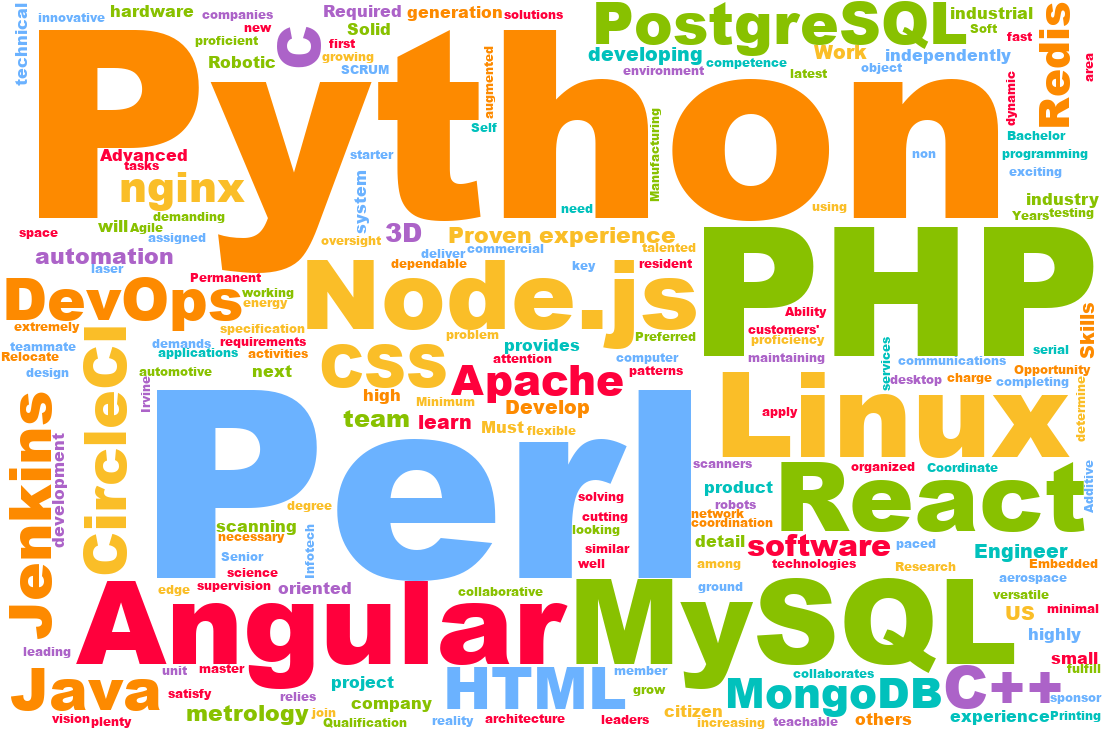 technical
innovative
hardware
companies
new
proficient
Robotic
C
Required
Solid
first
growing
SCRUM
generation
solutions
augmented
PostgreSQL
industrial
Soft
fast
Redis
area
developing
competence
Work
independently
environment
latest
object
dynamic
Python
Self
Manufacturing
Bachelor
programming
exciting
non
Advanced
tasks
nginx
starter
system
need
using
industry
Years
testing
demanding
will
Agile
assigned
space
automation
laser
oversight
3D
Proven experience
talented
deliver
commercial
dependable
key
resident
PHP
Permanent
working
energy
DevOps
Node.js
Ability
customers'
proficiency
maintaining
skills
serial
extremely
teammate
Relocate
design
CircleCI
specification
requirements
demands
applications
activities
automotive
next
problem
Preferred
provides
attention
computer
patterns
services
communications
desktop
charge
Opportunity
completing
CSS
Apache
Irvine
high
Minimum
Develop
team
learn
Must
flexible
Linux
apply
determine
Jenkins
development
Perl
scanners
organized
Coordinate
Additive
product
robots
React
degree
solving
cutting
looking
network
coordination
scanning
necessary
Infotech
similar
well
detail
software
paced
Engineer
Senior
science
supervision
edge
oriented
among
technologies
Research
Embedded
aerospace
ground
versatile
collaborative
Angular
MySQL
US
minimal
highly
leading
unit
master
small
fulfill
Java
satisfy
relies
project
HTML
member
grow
collaborates
MongoDB
C++
sponsor
vision
plenty
metrology
join
company
Qualification
reality
architecture
leaders
citizen
increasing
teachable
others
experience
Printing